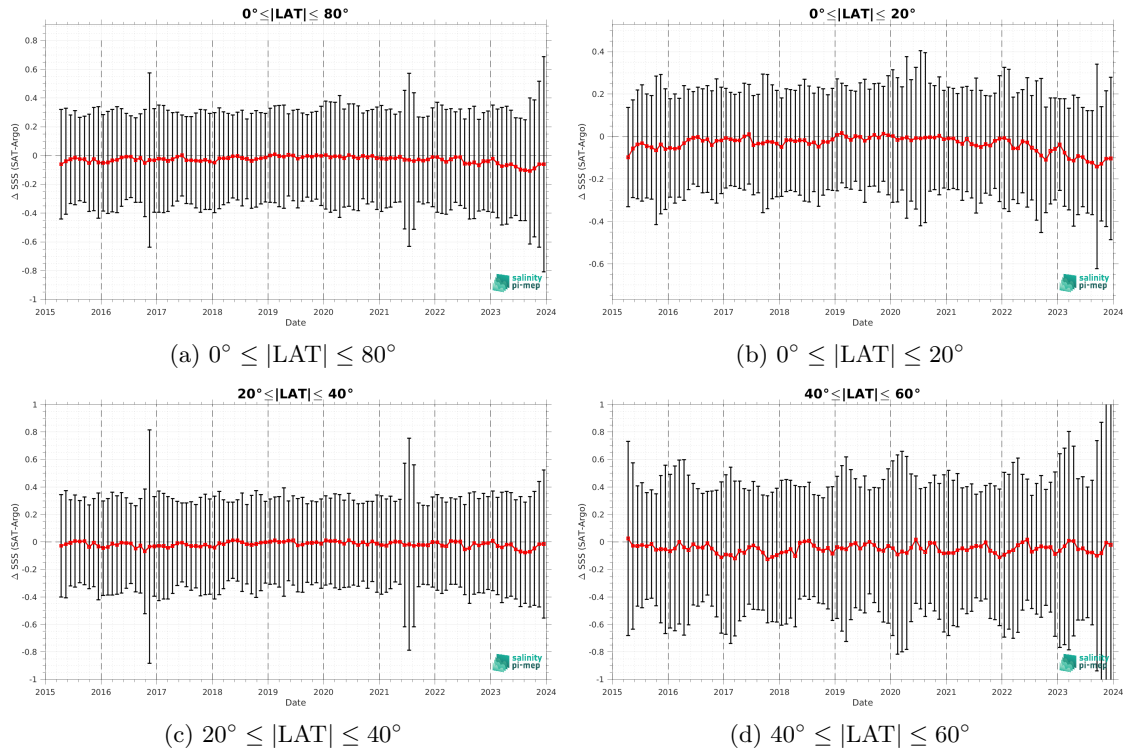 0°≤|LAT|≤ 80°
0.8
0.6
0.4
0.2
0
-0.2
-0.4
-0.6
-0.8
-1
Δ SSS (SAT-Argo)
2015 2016 2017 2018 2019 2020 2021 2022 2023 2024
Date
salinity
pi-mep
(a) 0° ≤ |LAT| ≤ 80°
0°≤|LAT|≤ 20°
0.4
0.2
0
-0.2
-0.4
-0.6
Δ SSS (SAT-Argo)
2015 2016 2017 2018 2019 2020 2021 2022 2023 2024
Date
salinity
pi-mep
(b) 0° ≤ |LAT| ≤ 20°
20°≤|LAT|≤ 40°
1
0.8
0.6
0.4
0.2
0
-0.2
-0.4
-0.6
-0.8
-1
Δ SSS (SAT-Argo)
2015 2016 2017 2018 2019 2020 2021 2022 2023 2024
Date
salinity
pi-mep
(c) 20° ≤ |LAT| ≤ 40°
40°≤|LAT|≤ 60°
1
0.8
0.6
0.4
0.2
0
-0.2
-0.4
-0.6
-0.8
-1
Δ SSS (SAT-Argo)
2015 2016 2017 2018 2019 2020 2021 2022 2023 2024
Date
salinity
pi-mep
(d) 40° ≤ |LAT| ≤ 60°